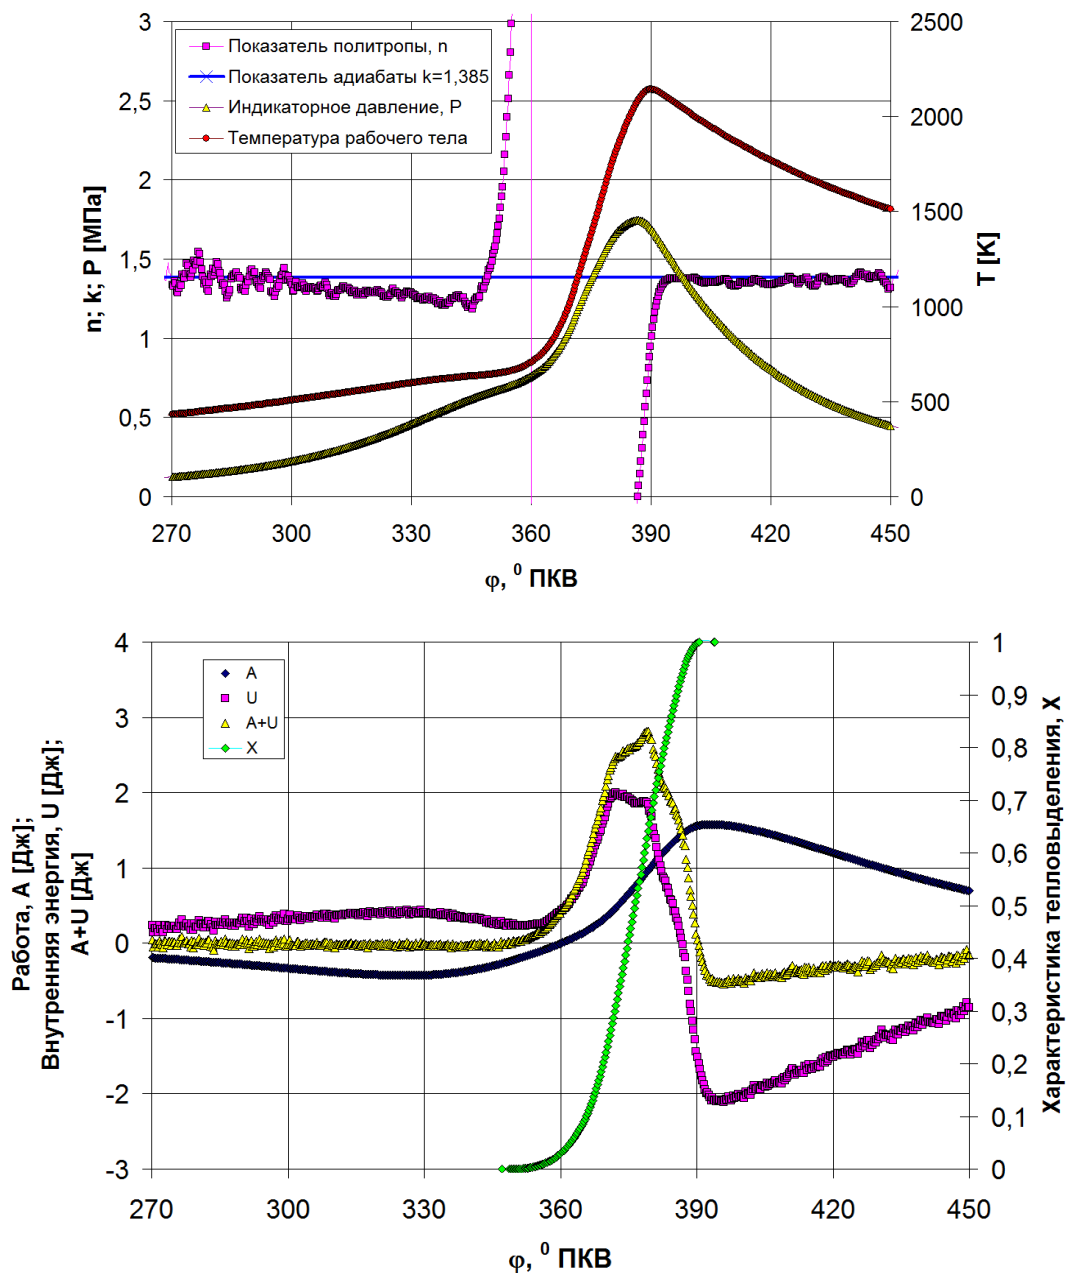 3
2,5
2
1,5
1
0,5
0
n; k; P [МПа]
Показатель политропы, n
Показатель адиабаты k=1,385
Индикаторное давление, P
Температура рабочего тела
2500
2000
1500
1000
500
0
T [K]
270 300 330 360 390 420 450
φ, ⁰ ПКВ
4
3
2
1
0
-1
-2
-3
Работа, А [Дж];
Внутренняя энергия, U [Дж];
A+U [Дж]
A
U
A+U
X
1
0,9
0,8
0,7
0,6
0,5
0,4
0,3
0,2
0,1
0
Характеристика тепловыделения, X
270 300 330 360 390 420 450
φ, ⁰ ПКВ